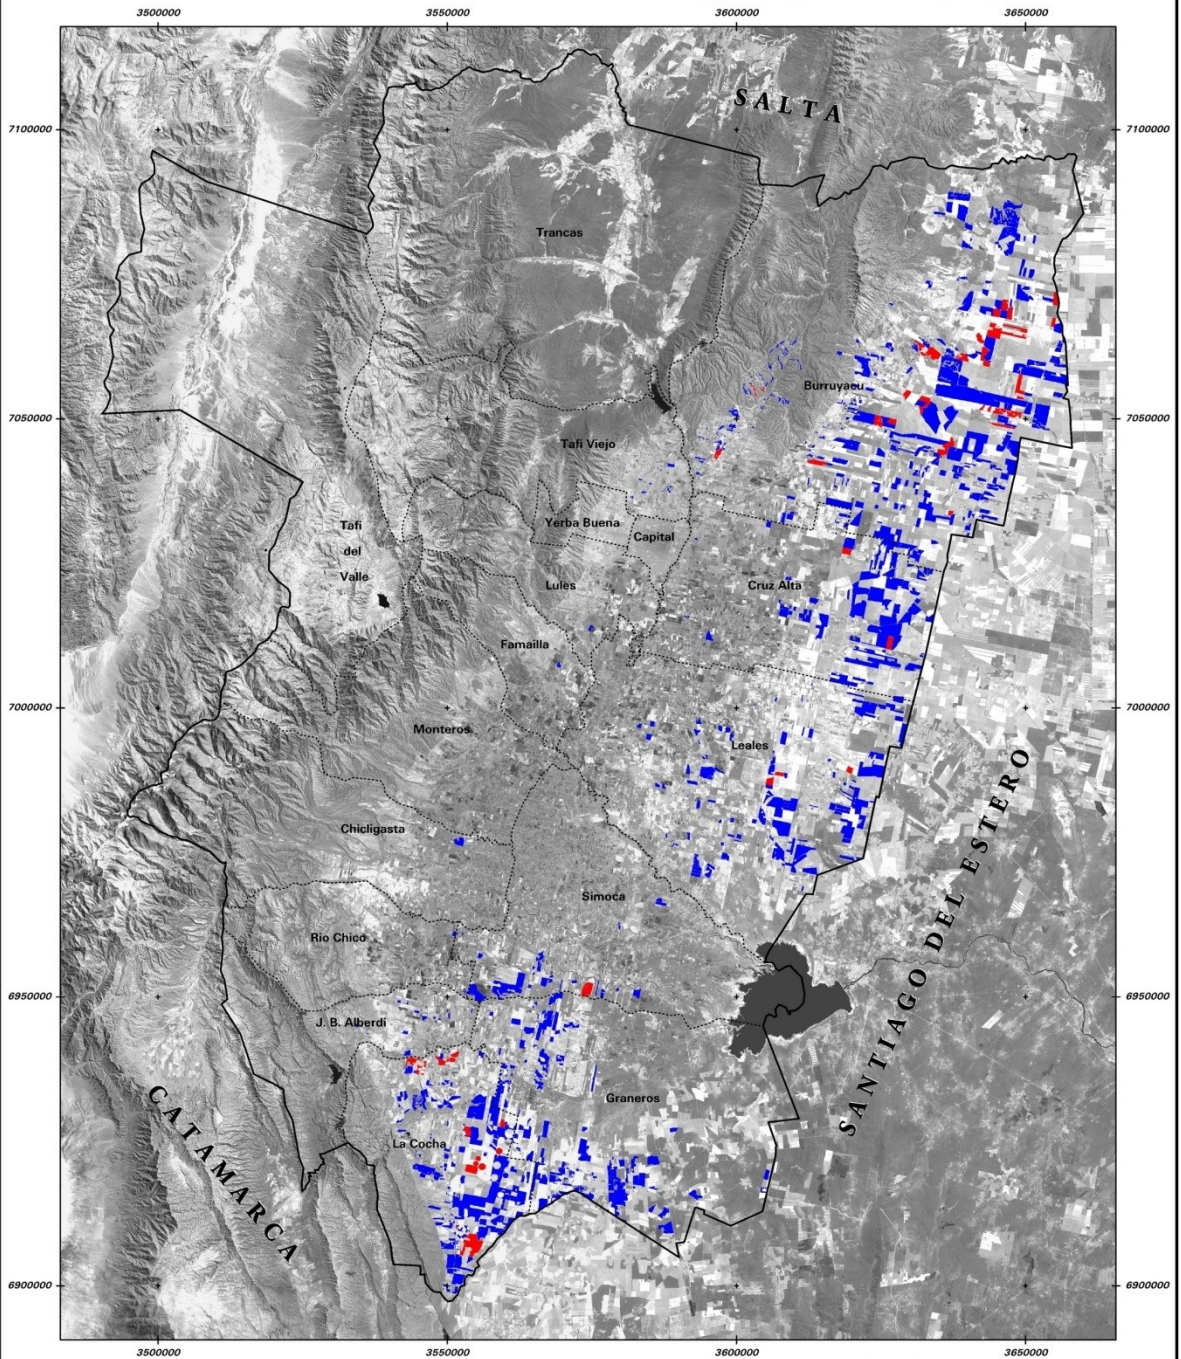 3500000 3550000 3600000 3650000
SALTA
7100000 7100000
Trancas
Burruyacu
7050000 7050000
Tafi Viejo
Tafi
del
Valle
Yerba Buena
Capital
Lules
Cruz Alta
Famailla
7000000 7000000
Monteros
Leales
Chicligasta
Simoca
Rio Chico
SANTIAGO DEL ESTERO
6950000 6950000
J. B. Alberdi
Graneros
La Cocha
CATAMARCA
6900000 6900000
3500000 3550000 3600000 3650000